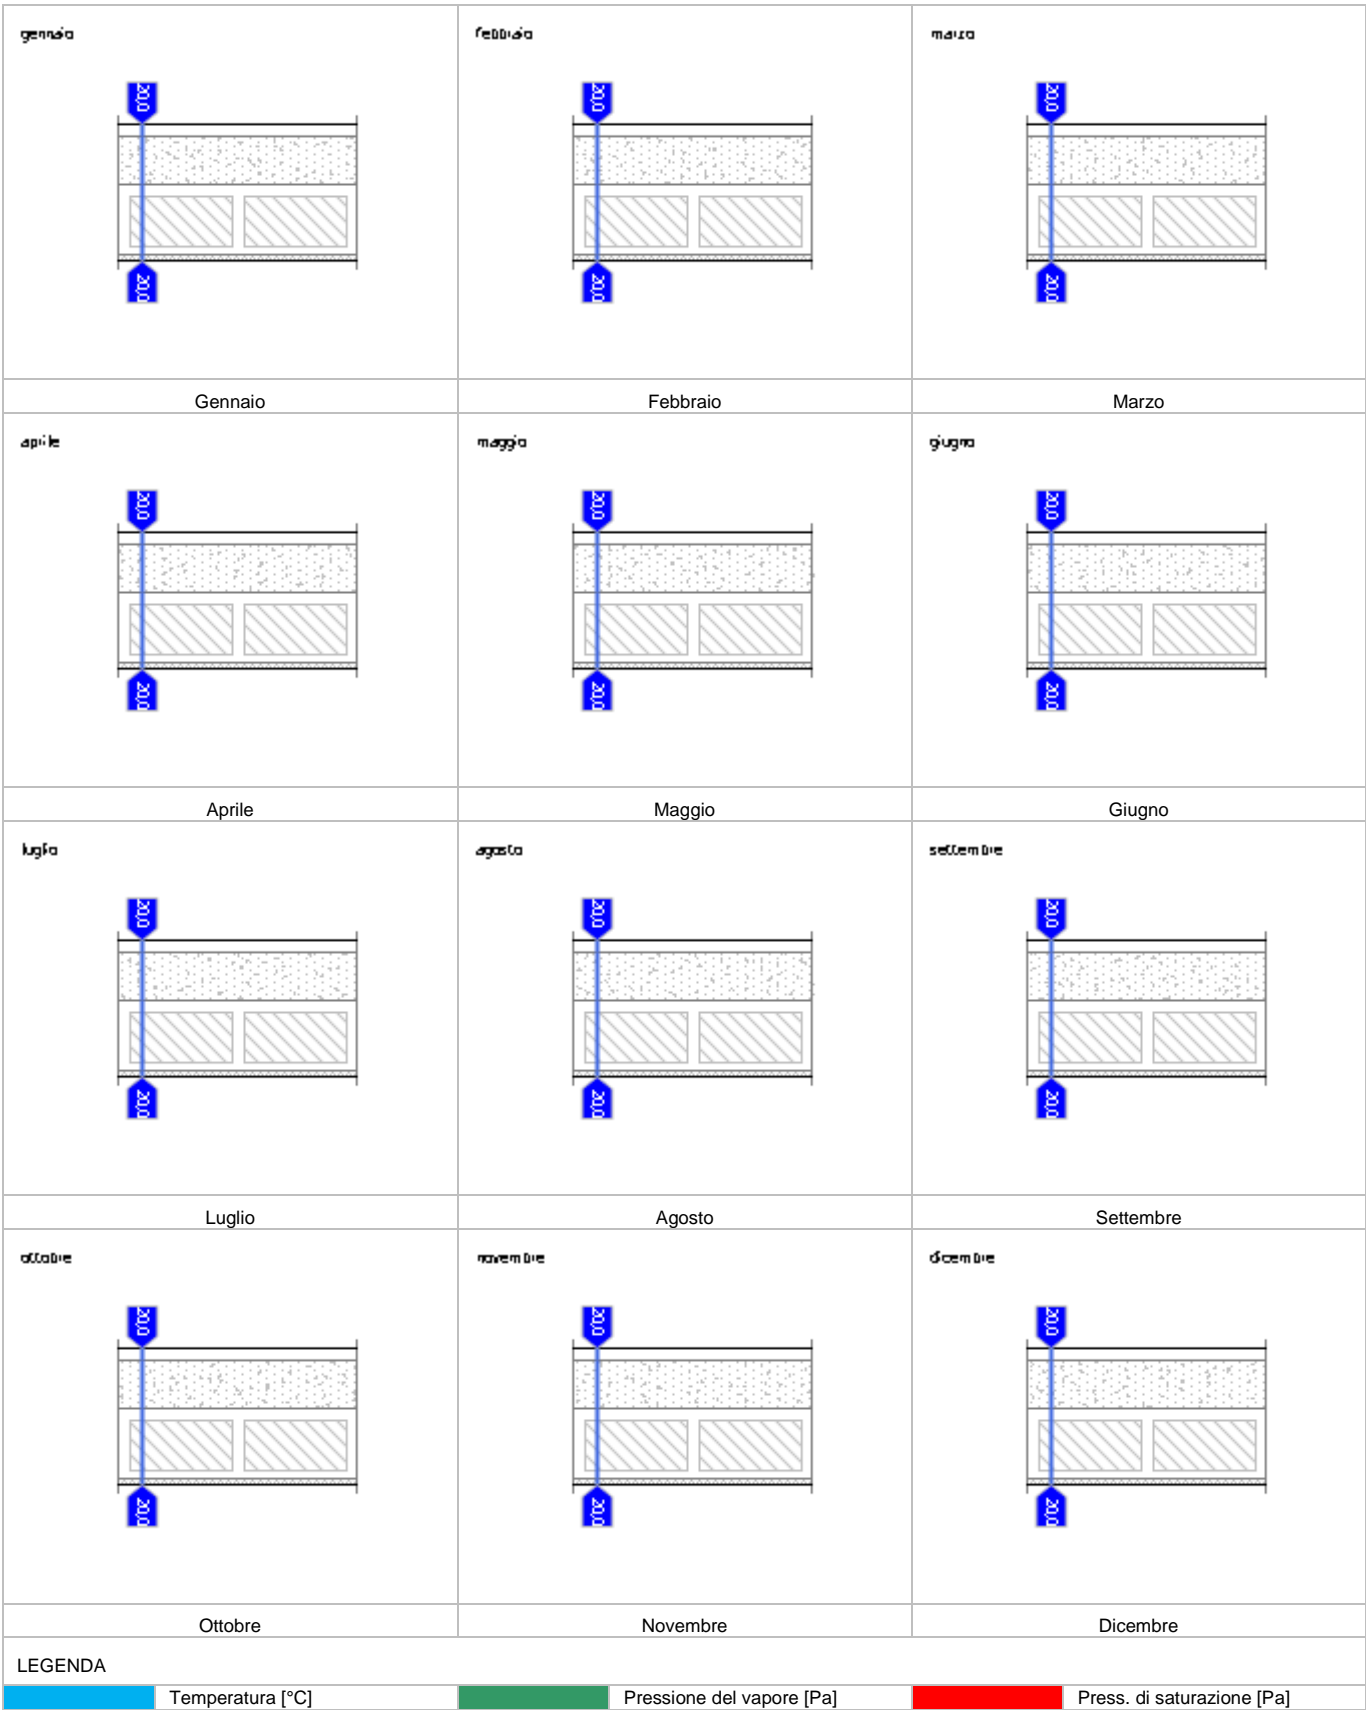 gennaio
febbraio
marzo
20,0
20,0
20,0
20,0
20,0
20,0
Gennaio
Febbraio
Marzo
aprile
maggio
giugno
20,0
20,0
20,0
20,0
20,0
20,0
Aprile
Maggio
Giugno
luglio
agosto
settembre
20,0
20,0
20,0
20,0
20,0
20,0
Luglio
Agosto
Settembre
ottobre
novembre
dicembre
20,0
20,0
20,0
20,0
20,0
20,0
Ottobre
Novembre
Dicembre
LEGENDA
Temperatura [°C]
Pressione del vapore [Pa]
Press. di saturazione [Pa]